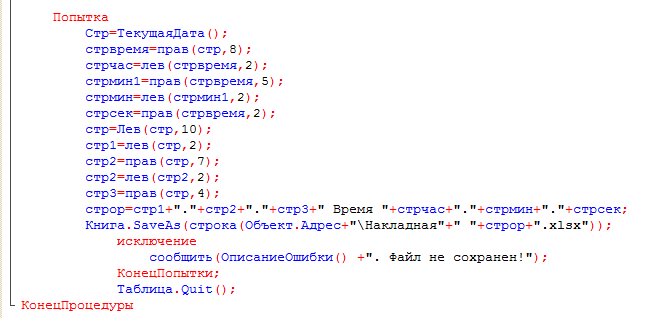 Попытка
Стр=ТекущаяДата();
стрвремя=прав(стр,8);
стрчас=лев(стрвремя,2);
стрмин1=прав(стрвремя,5);
стрмин=лев(стрмин1,2);
стрсек=прав(стрвремя,2);
стр=Лев(стр,10);
стр1=лев(стр,2);
стр2=прав(стр,7);
стр2=лев(стр2,2);
стр3=прав(стр,4);
строр=стр1+"."+стр2+"."+стр3+" Время "+стрчас+"."+стрмин+"."+стрсек;
Книга.SaveAs(строка(Объект.Адрес+"\Накладная"+" "+строр+".xlsx"));
исключение
сообщить(ОписаниеОшибки() +". Файл не сохранен!");
КонецПопытки;
Таблица.Quit();
КонецПроцедуры